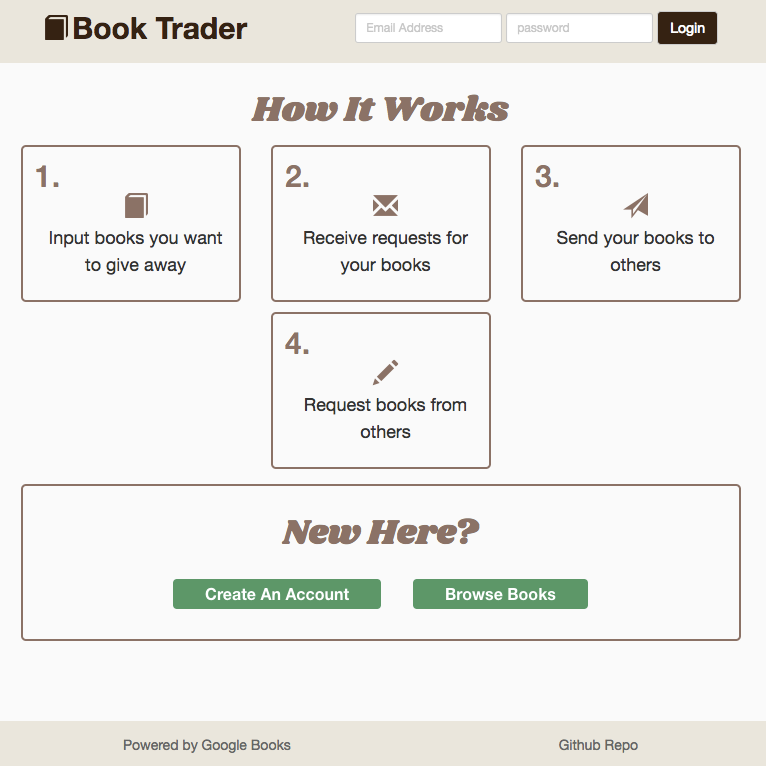 Book Trader
Email Address
password
Login
How It Works
1.
Input books you want
to give away
2.
Receive requests for
your books
3.
Send your books to
others
4.
Request books from
others
New Here?
Create An Account
Browse Books
Powered by Google Books
Github Repo